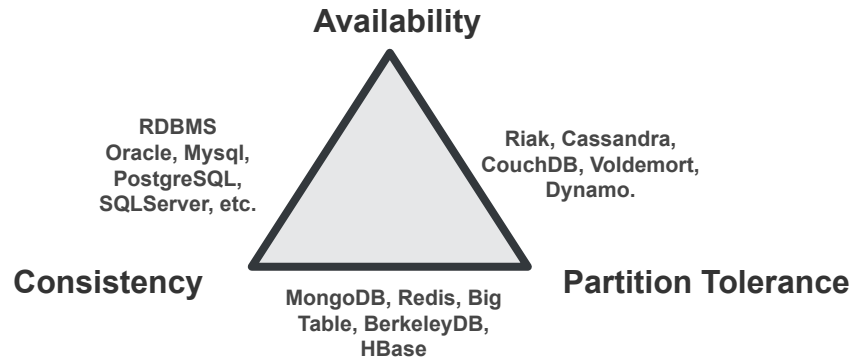 Availability
RDBMS
Oracle, Mysql,
PostgreSQL,
SQLServer, etc.
Riak, Cassandra,
CouchDB, Voldemort,
Dynamo.
Consistency
Partition Tolerance
MongoDB, Redis, Big
Table, BerkeleyDB,
HBase